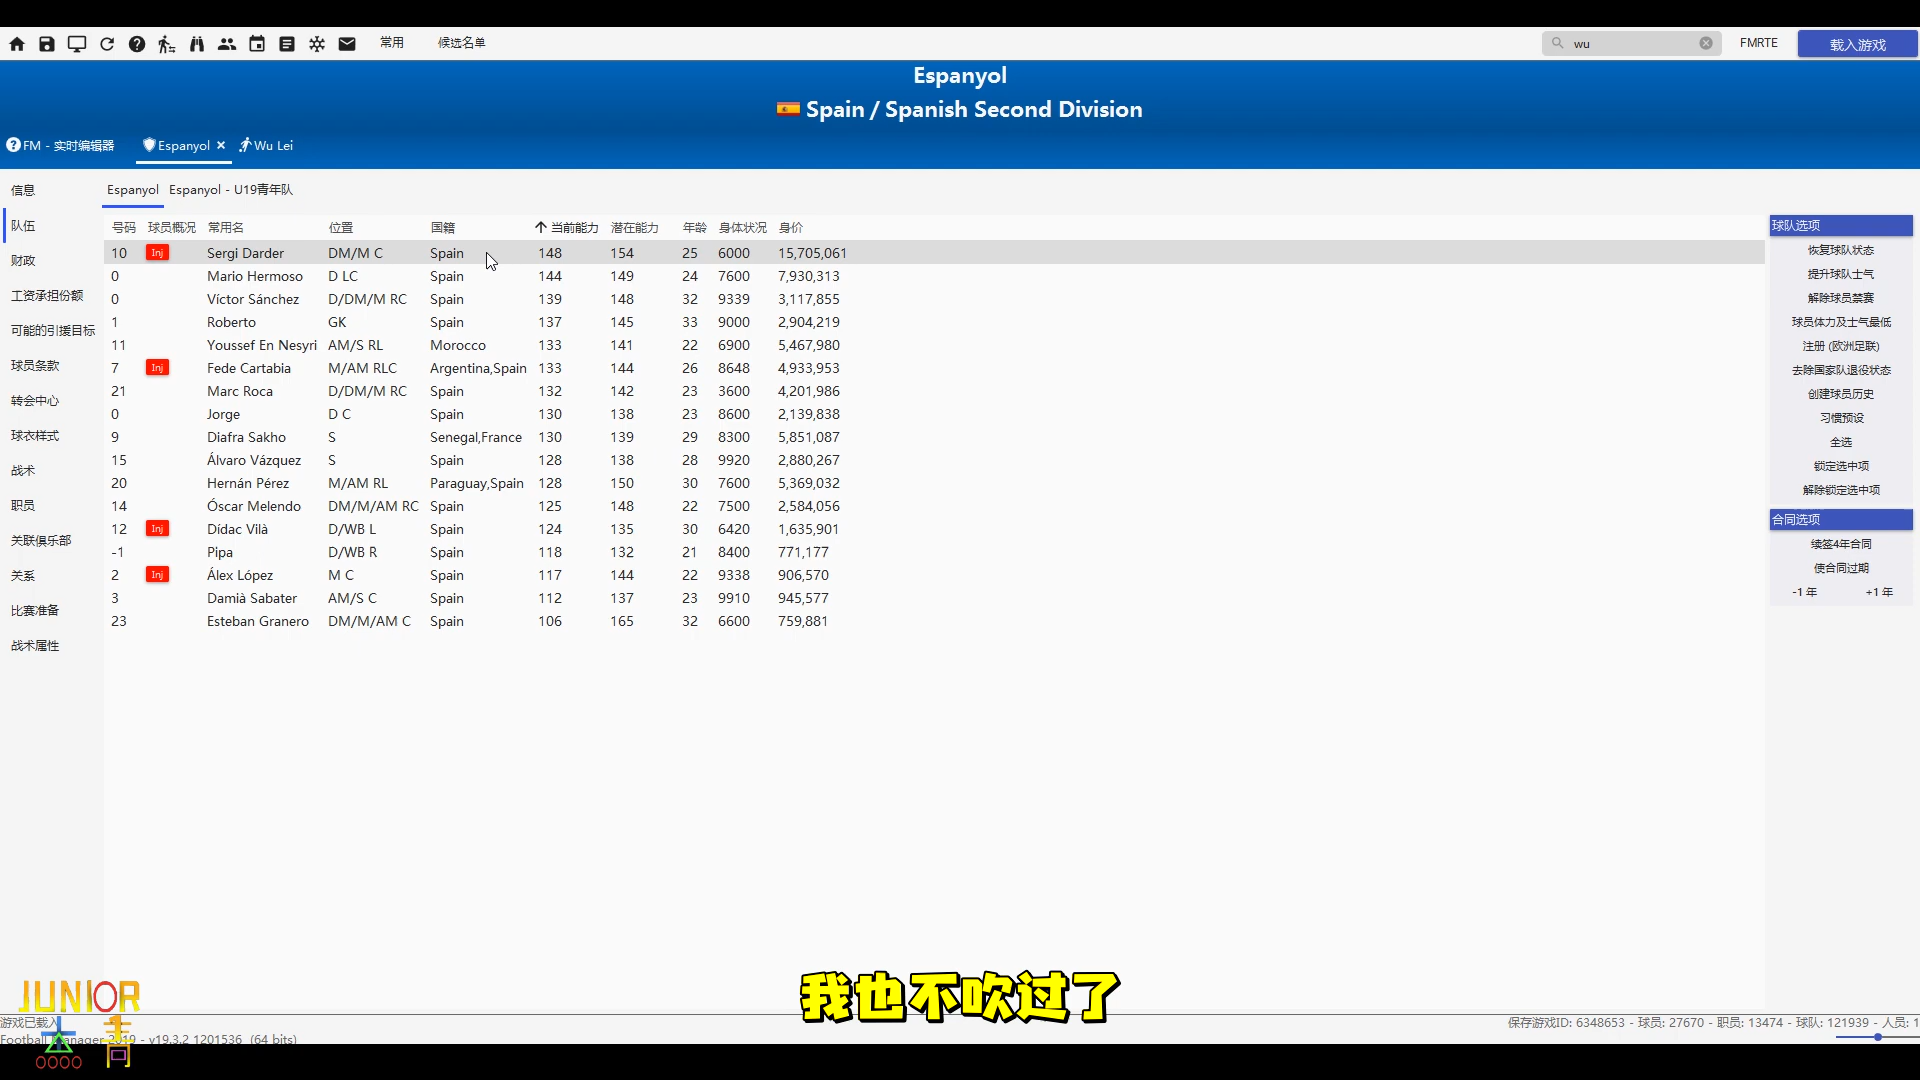 常用 候选名单 wu FMRTE 载入游戏
Espanyol
Spain / Spanish Second Division
FM - 实时编辑器 Espanyol × Wu Lei
Espanyol Espanyol - U19青年队
信息
队伍
财政
工资承担份额
可能的引援目标
球员条款
转会中心
球衣样式
战术
职员
关联俱乐部
关系
比赛准备
战术属性
号码 球员概况 常用名 位置 国籍 当前能力 潜在能力 年龄 身体状况 身价
10 Inj Sergi Darder DM/M C Spain 148 154 25 6000 15,705,061
0 Mario Hermoso D LC Spain 144 149 24 7600 7,930,313
0 Víctor Sánchez D/DM/M RC Spain 139 148 32 9339 3,117,855
1 Roberto GK Spain 137 145 33 9000 2,904,219
11 Youssef En Nesyri AM/S RL Morocco 133 141 22 6900 5,467,980
7 Inj Fede Cartabia M/AM RLC Argentina,Spain 133 144 26 8648 4,933,953
21 Marc Roca D/DM/M RC Spain 132 142 23 3600 4,201,986
0 Jorge D C Spain 130 138 23 8600 2,139,838
9 Diafra Sakho S Senegal,France 130 139 29 8300 5,851,087
15 Álvaro Vázquez S Spain 128 138 28 9920 2,880,267
20 Hernán Pérez M/AM RL Paraguay,Spain 128 150 30 7600 5,369,032
14 Óscar Melendo DM/M/AM RC Spain 125 148 22 7500 2,584,056
12 Inj Dídac Vilà D/WB L Spain 124 135 30 6420 1,635,901
-1 Pipa D/WB R Spain 118 132 21 8400 771,177
2 Inj Álex López M C Spain 117 144 22 9338 906,570
3 Damià Sabater AM/S C Spain 112 137 23 9910 945,577
23 Esteban Granero DM/M/AM C Spain 106 165 32 6600 759,881
球队选项
恢复球队状态
提升球队士气
解除球员禁赛
球员体力及士气最低
注册 (欧洲足联)
去除国家队退役状态
创建球员历史
习惯预设
全选
锁定选中项
解除锁定选中项
合同选项
续签4年合同
使合同过期
-1 年 +1 年
我也不吹过了
JUNIOR
游戏已载入
保存游戏ID: 6348653 - 球员: 27670 - 职员: 13474 - 球队: 121939 - 人员: 1
Football Manager 2019 - v19.3.2 1201536 (64 bits)